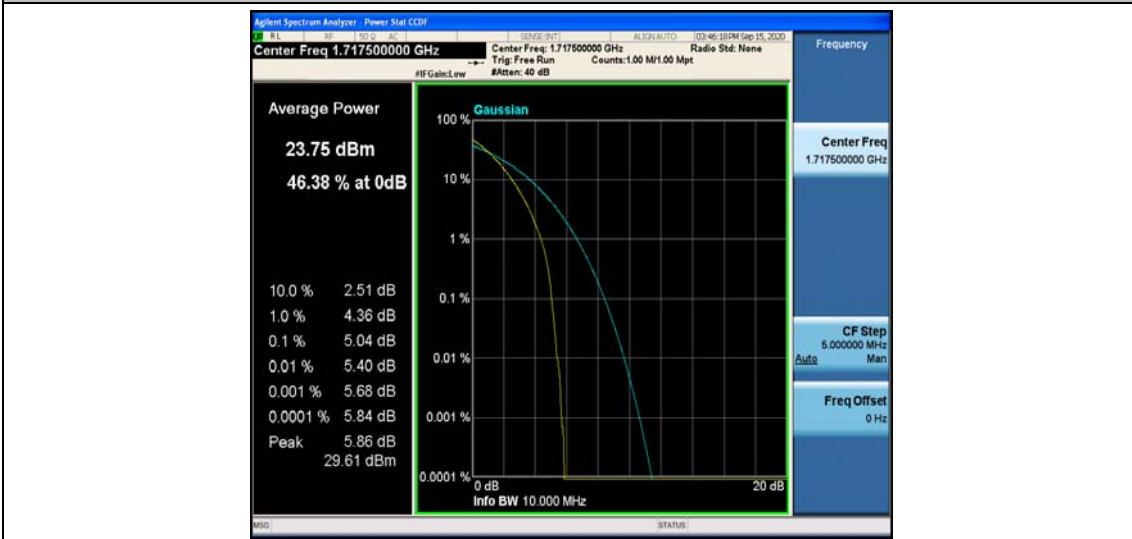 Agilent Spectrum Analyzer - Power Stat CCDF
RL RF 50 Ω AC SENSE:INT ALIGN AUTO 03:46:18 PM Sep 15, 2020
Center Freq 1.717500000 GHz
Center Freq: 1.717500000 GHz Radio Std: None
Trig: Free Run Counts:1.00 M/1.00 Mpt
#IFGain:Low #Atten: 40 dB
Frequency
Average Power
23.75 dBm
46.38 % at 0dB
10.0 % 2.51 dB
1.0 % 4.36 dB
0.1 % 5.04 dB
0.01 % 5.40 dB
0.001 % 5.68 dB
0.0001 % 5.84 dB
Peak 5.86 dB
29.61 dBm
Gaussian
100 %
10 %
1 %
0.1 %
0.01 %
0.001 %
0.0001 %
0 dB 20 dB
Info BW 10.000 MHz
Center Freq
1.717500000 GHz
CF Step
5.000000 MHz
Auto Man
Freq Offset
0 Hz
MSG STATUS